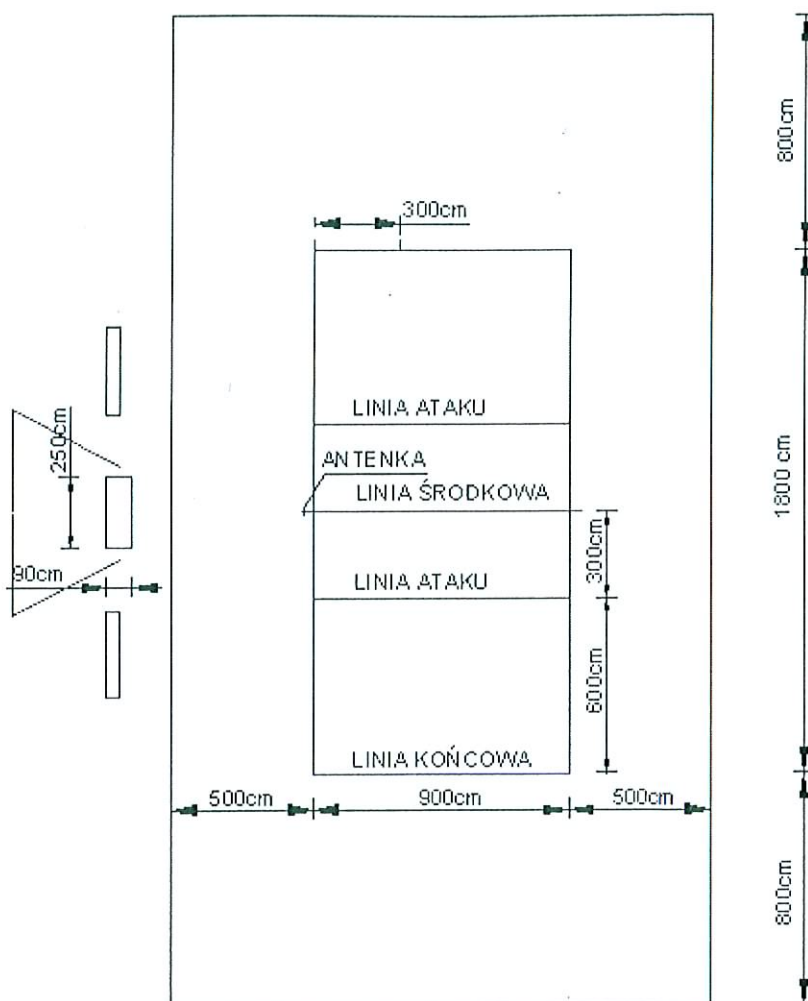 800cm
300cm
LINIA ATAKU
250cm
ANTENKA
LINIA ŚRODKOWA
1800 cm
90cm
LINIA ATAKU
300cm
600cm
LINIA KOŃCOWA
500cm
900cm
500cm
800cm